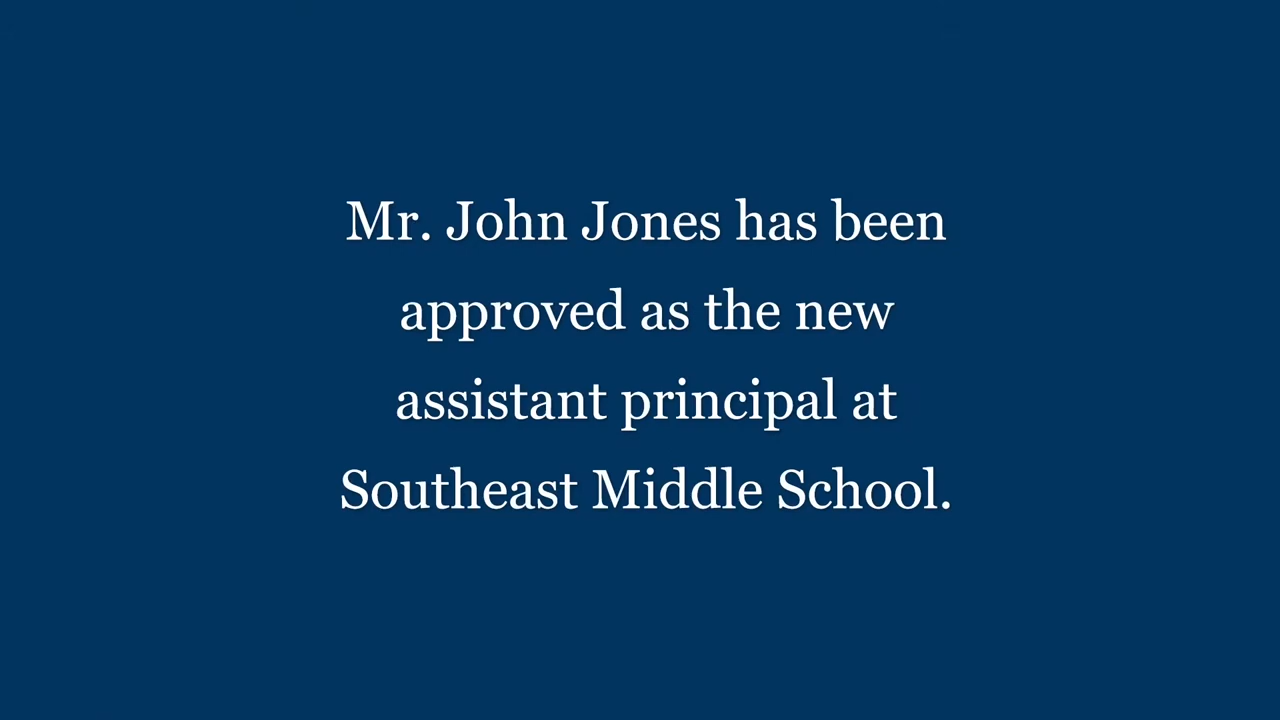 Mr. John Jones has been
approved as the new
assistant principal at
Southeast Middle School.